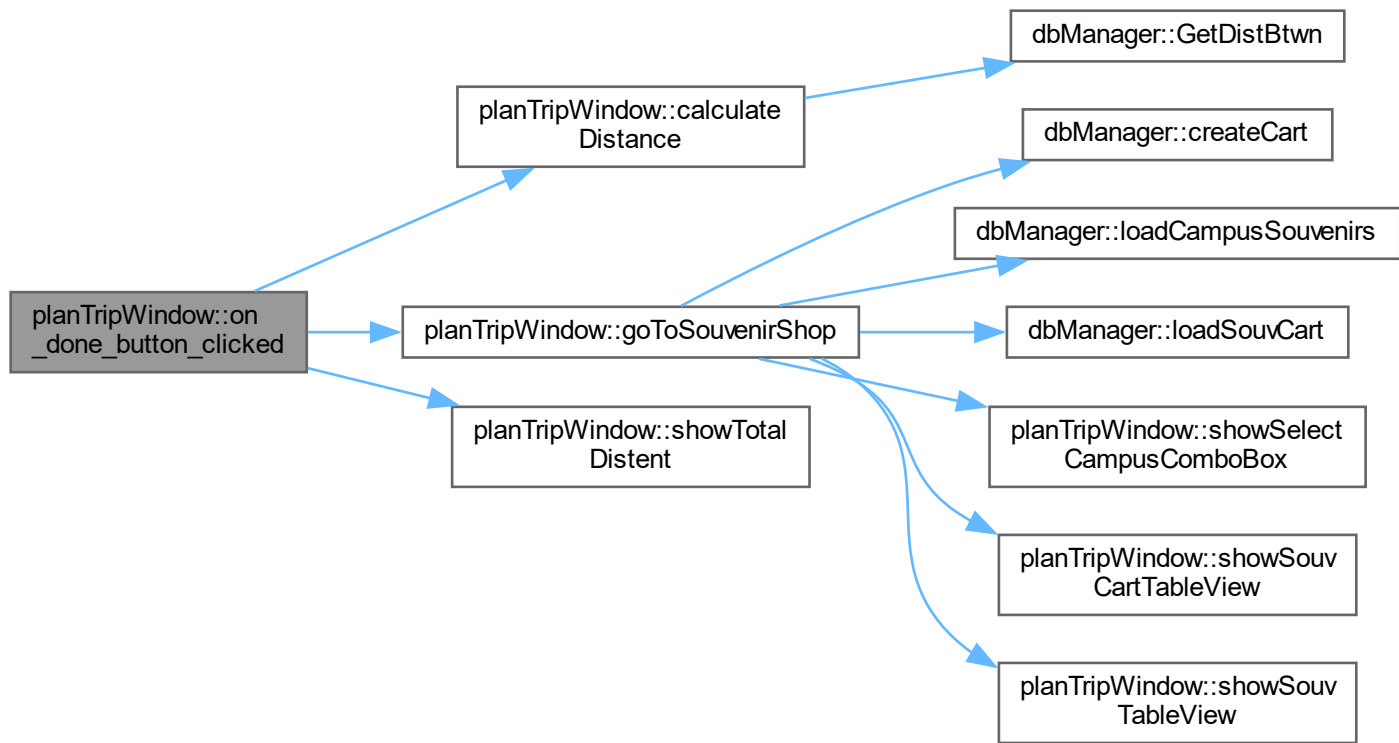 planTripWindow::on
_done_button_clicked
planTripWindow::calculate
Distance
planTripWindow::goToSouvenirShop
planTripWindow::showTotal
Distent
dbManager::GetDistBtwn
dbManager::createCart
dbManager::loadCampusSouvenirs
dbManager::loadSouvCart
planTripWindow::showSelect
CampusComboBox
planTripWindow::showSouv
CartTableView
planTripWindow::showSouv
TableView